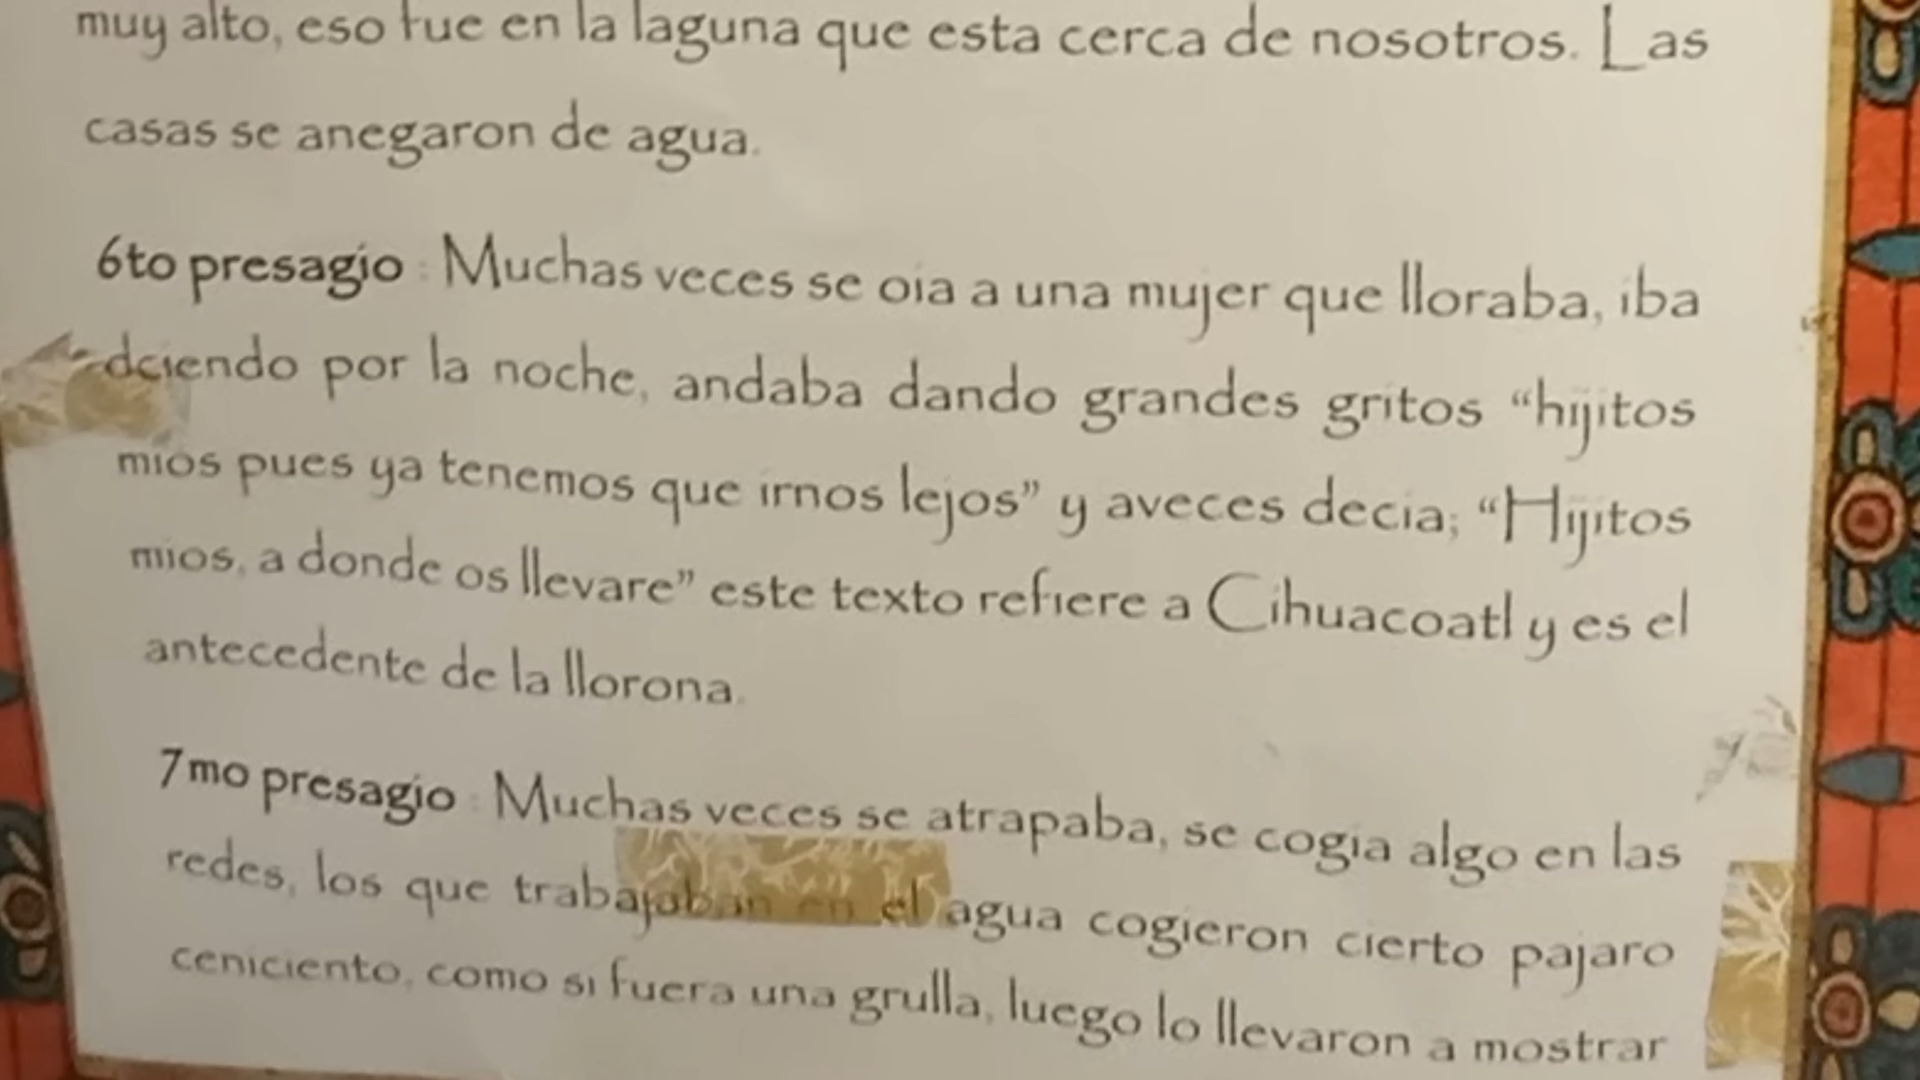 muy alto, eso fue en la laguna que esta cerca de nosotros. Las
casas se anegaron de agua.
6to presagio : Muchas veces se oia a una mujer que lloraba, iba
dciendo por la noche, andaba dando grandes gritos “hijitos
mios pues ya tenemos que irnos lejos” y aveces decia; “Hijitos
mios, a donde os llevare” este texto refiere a Cihuacoatl y es el
antecedente de la llorona.
7mo presagio : Muchas veces se atrapaba, se cogia algo en las
redes, los que trabajaban en el agua cogieron cierto pajaro
ceniciento, como si fuera una grulla, luego lo llevaron a mostrar